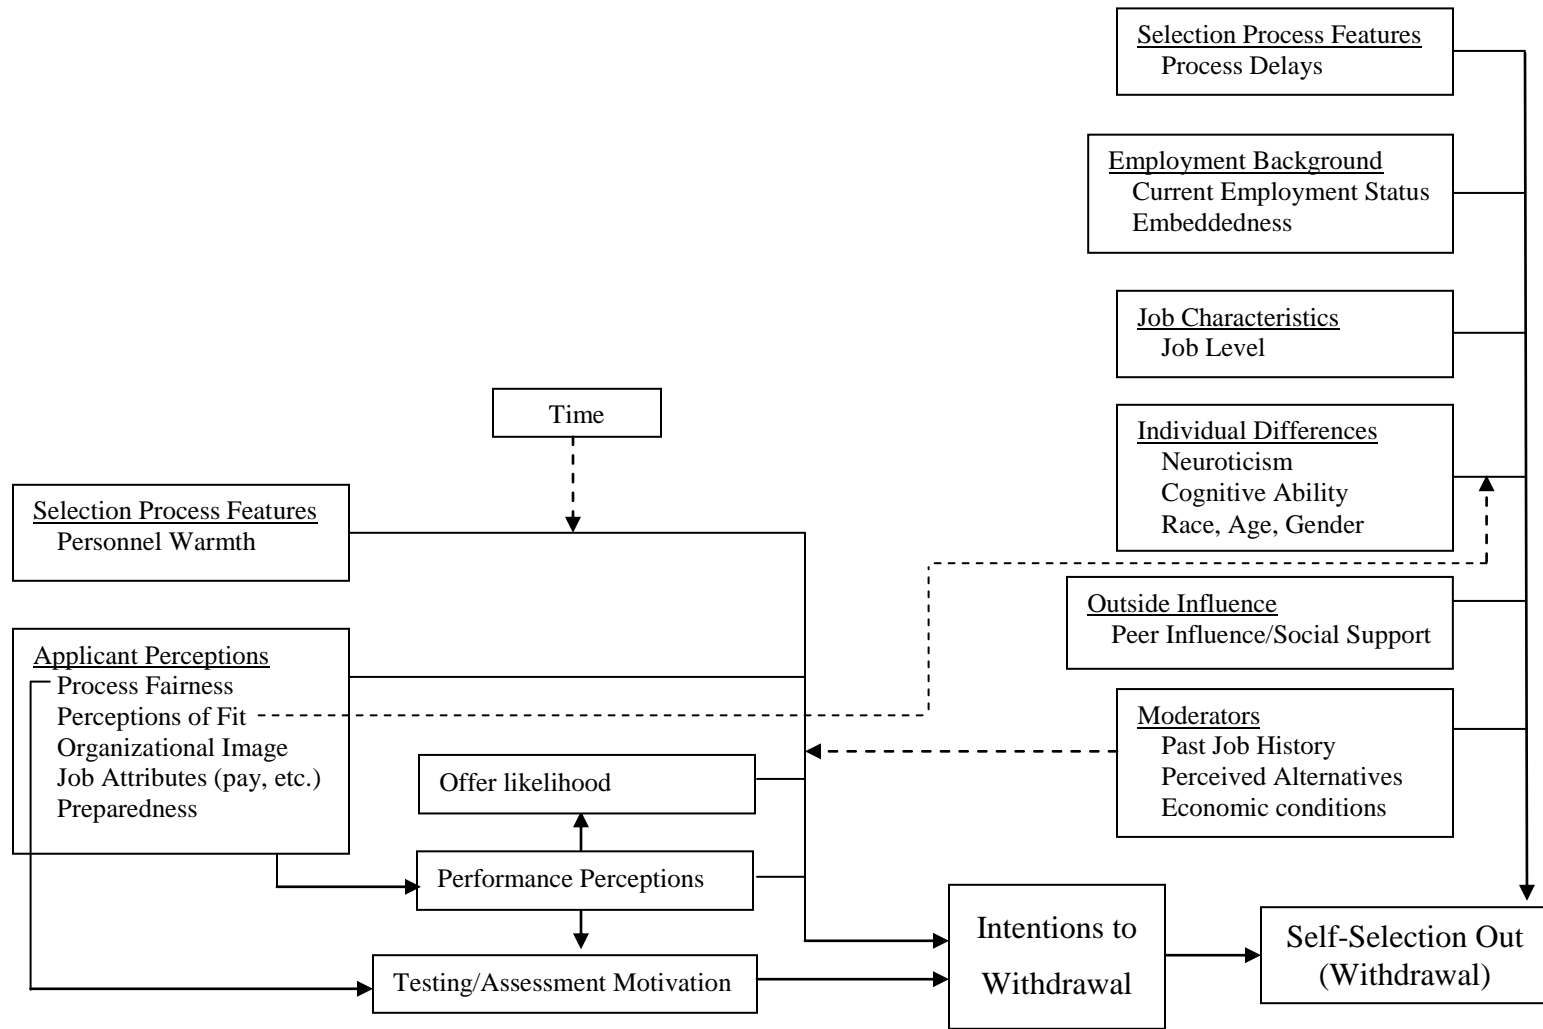 Selection Process Features
Process Delays
Employment Background
Current Employment Status
Embeddedness
Job Characteristics
Job Level
Time
Individual Differences
Neuroticism
Cognitive Ability
Race, Age, Gender
Selection Process Features
Personnel Warmth
Outside Influence
Peer Influence/Social Support
Applicant Perceptions
Process Fairness
Perceptions of Fit
Organizational Image
Job Attributes (pay, etc.)
Preparedness
Moderators
Past Job History
Perceived Alternatives
Economic conditions
Offer likelihood
Performance Perceptions
Testing/Assessment Motivation
Intentions to
Withdrawal
Self-Selection Out
(Withdrawal)